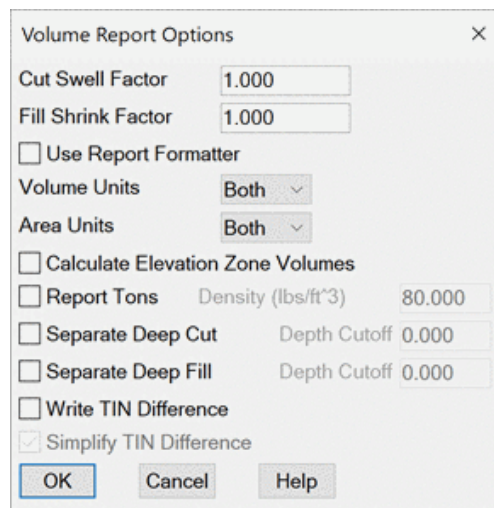 Volume Report Options
Cut Swell Factor 1.000
Fill Shrink Factor 1.000
Use Report Formatter
Volume Units Both
Area Units Both
Calculate Elevation Zone Volumes
Report Tons Density (lbs/ft^3) 80.000
Separate Deep Cut Depth Cutoff 0.000
Separate Deep Fill Depth Cutoff 0.000
Write TIN Difference
Simplify TIN Difference
OK Cancel Help